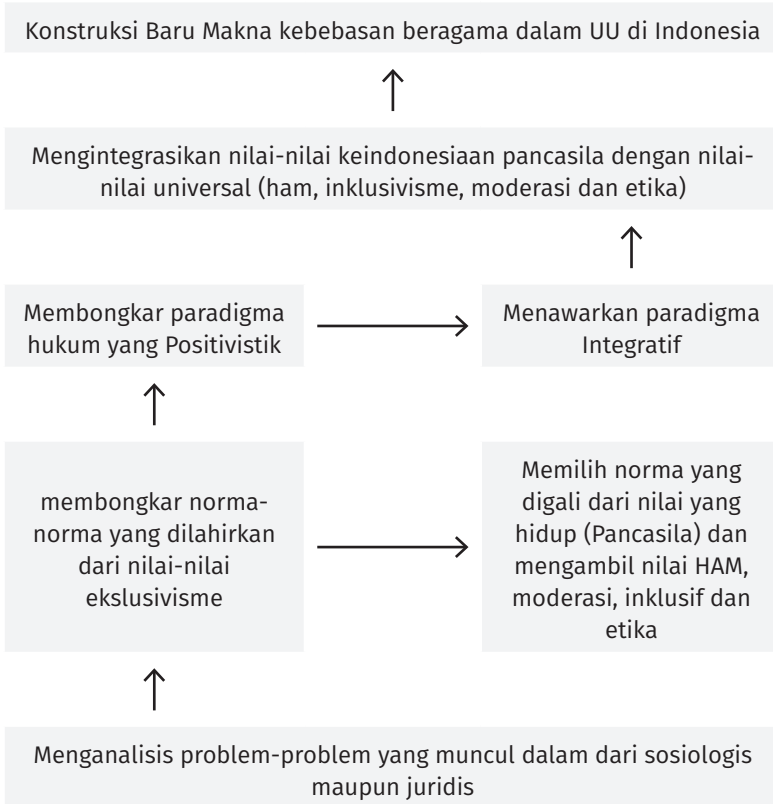 Konstruksi Baru Makna kebebasan beragama dalam UU di Indonesia
Mengintegrasikan nilai-nilai keindonesiaan pancasila dengan nilai-
nilai universal (ham, inklusivisme, moderasi dan etika)
Membongkar paradigma
hukum yang Positivistik
Menawarkan paradigma
Integratif
membongkar norma-
norma yang dilahirkan
dari nilai-nilai
ekslusivisme
Memilih norma yang
digali dari nilai yang
hidup (Pancasila) dan
mengambil nilai HAM,
moderasi, inklusif dan
etika
Menganalisis problem-problem yang muncul dalam dari sosiologis
maupun juridis